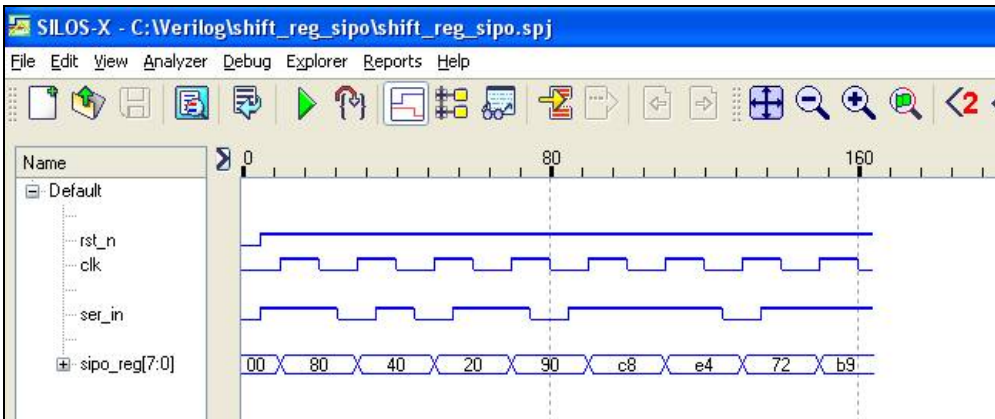 SILOS-X - C:\Verilog\shift_reg_sipo\shift_reg_sipo.spj
File Edit View Analyzer Debug Explorer Reports Help
2
Name 0 80 160
Default
rst_n
clk
ser_in
sipo_reg[7:0] 00 80 40 20 90 c8 e4 72 b9